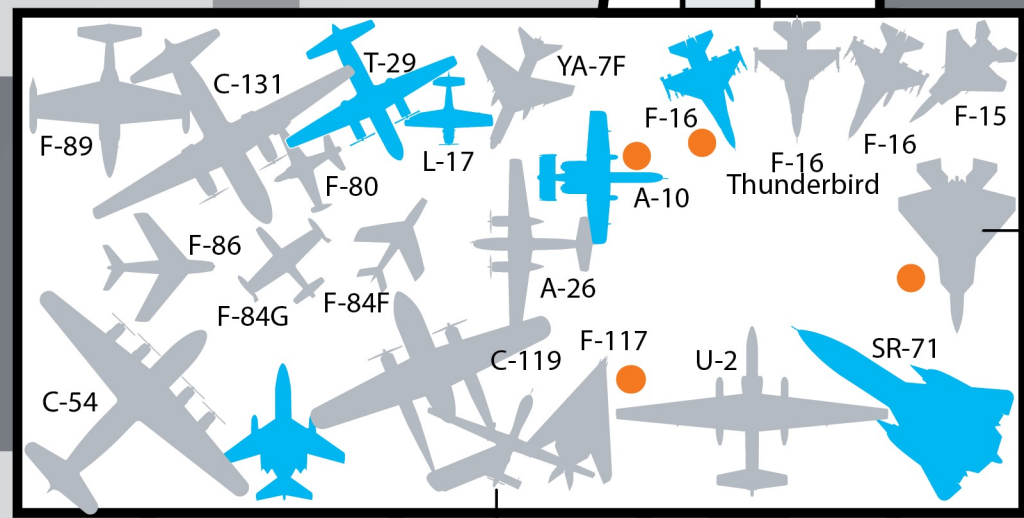 C-131
T-29
YA-7F
F-89
F-80
L-17
F-16
F-16
Thunderbird
F-16
F-15
A-10
F-86
F-84G
F-84F
A-26
C-54
C-119
F-117
U-2
SR-71